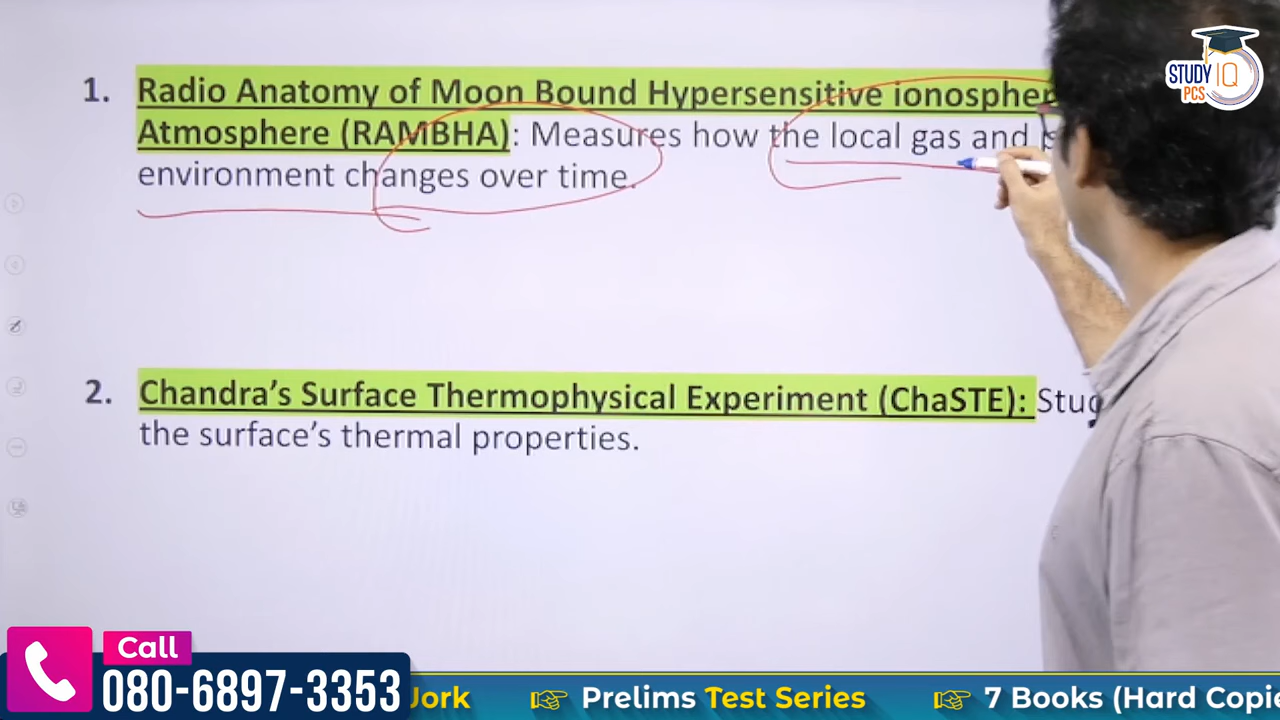 STUDY IQ
PCS
1. Radio Anatomy of Moon Bound Hypersensitive ionospher
Atmosphere (RAMBHA): Measures how the local gas and
environment changes over time.
2. Chandra's Surface Thermophysical Experiment (ChaSTE):
the surface's thermal properties.
Call
080-6897-3353
Prelims Test Series 7 Books (Hard Copie